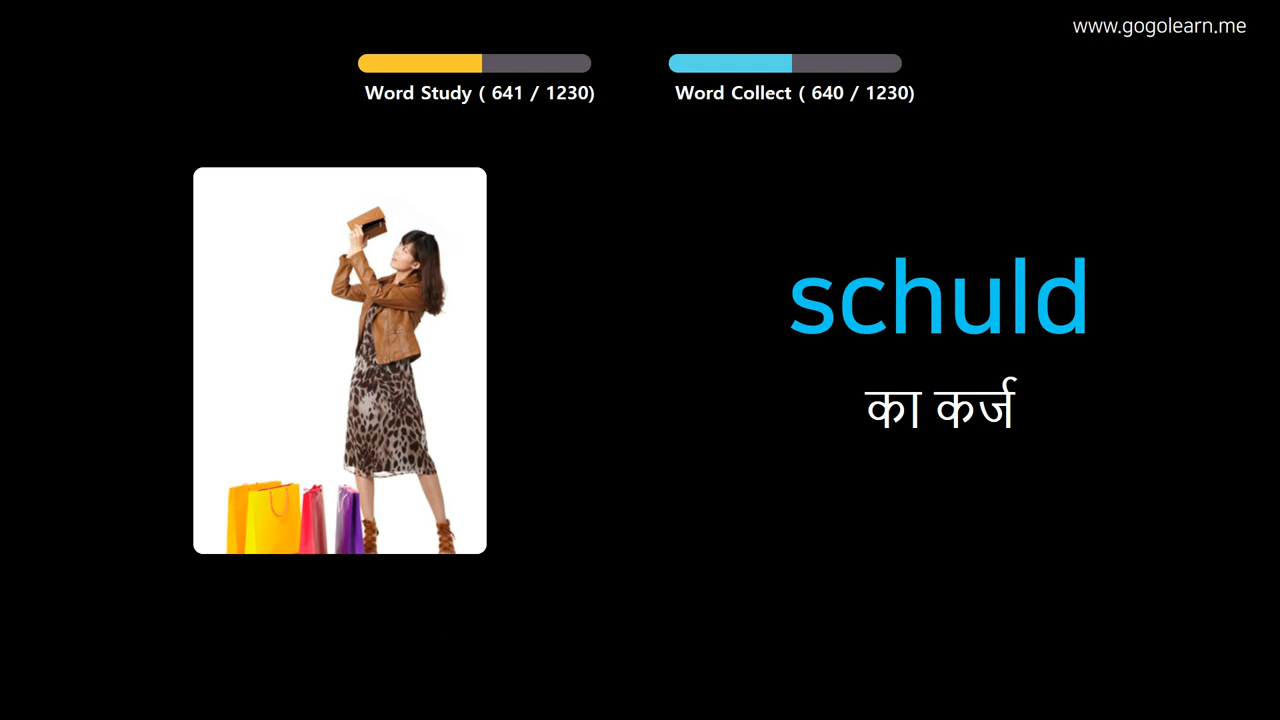 www.gogolearn.me
Word Study ( 641 / 1230)
Word Collect ( 640 / 1230)
schuld
का कर्ज